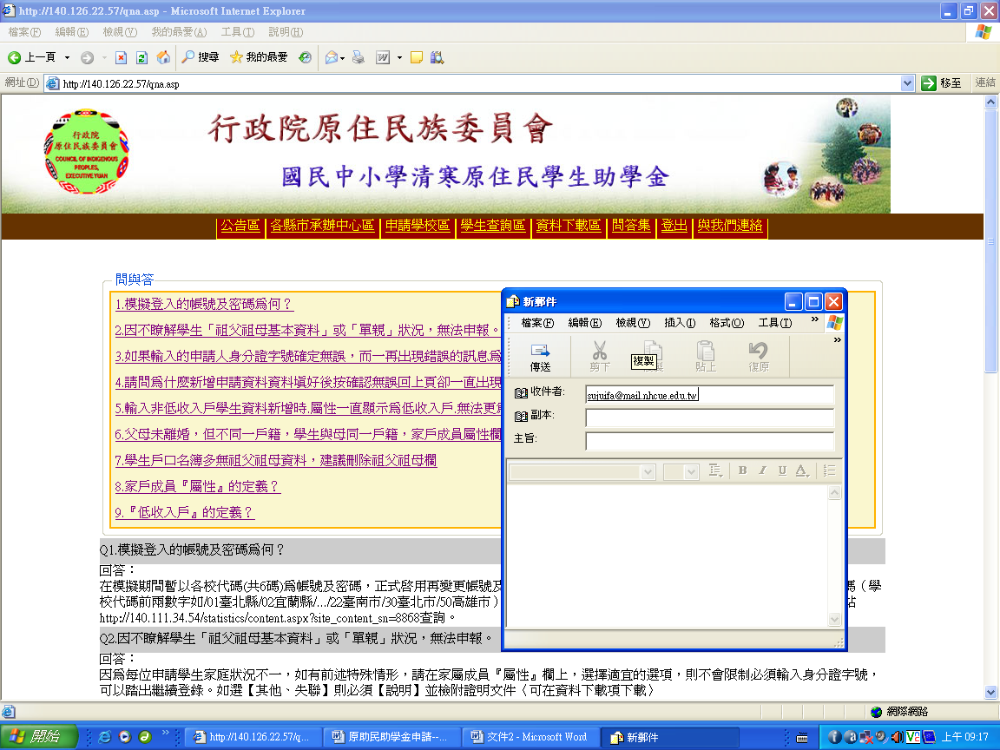 http://140.126.22.57/qna.asp - Microsoft Internet Explorer
檔案(F) 編輯(E) 檢視(V) 我的最愛(A) 工具(T) 說明(H)
上一頁 搜尋 我的最愛
網址(D) http://140.126.22.57/qna.asp 移至 連結
行政院
原住民族委員會
COUNCIL OF INDIGENOUS
PEOPLES,
EXECUTIVE YUAN
行政院原住民族委員會
國民中小學清寒原住民學生助學金
公告區 各縣市承辦中心區 申請學校區 學生查詢區 資料下載區 問答集 登出 與我們連絡
問與答
1.模擬登入的帳號及密碼為何？
2.因不瞭解學生「祖父祖母基本資料」或「單親」狀況，無法申報。
3.如果輸入的申請人身分證字號確定無誤，而一再出現錯誤的訊息為
4.請問為什麼新增申請資料資料填好後按確認無誤回上頁卻一直出現
5.輸入非低收入戶學生資料新增時,屬性一直顯示為低收入戶,無法更
6.父母未離婚，但不同一戶籍，學生與母同一戶籍，家戶成員屬性欄
7.學生戶口名簿多無祖父祖母資料，建議刪除祖父祖母欄
8.家戶成員『屬性』的定義？
9.『低收入戶』的定義？
新郵件
檔案(F) 編輯(E) 檢視(V) 插入(I) 格式(O) 工具(T) »
傳送 剪下 複製 貼上 復原 »
複製
收件者: sujuifa@mail.nhcue.edu.tw
副本:
主旨:
B I U A
Q1.模擬登入的帳號及密碼為何？
回答：
在模擬期間暫以各校代碼(共6碼)為帳號及密碼，正式啟用再變更帳號及 碼（學
校代碼前兩數字如/01臺北縣/02宜蘭縣/.../22臺南市/30臺北市/50高雄市） 站
http://140.111.34.54/statistics/content.aspx?site_content_sn=8868查詢。
Q2.因不瞭解學生「祖父祖母基本資料」或「單親」狀況，無法申報。
回答：
因為每位申請學生家庭狀況不一，如有前述特殊情形，請在家屬成員『屬性』欄上，選擇適宜的選項，則不會限制必須輸入身分證字號，
可以踏出繼續登錄。如選【其他、失聯】則必須【說明】並檢附證明文件〈可在資料下載項下載〉
網際網路
開始 » http://140.126.22.57/q... 原助民助學金申請--... 文件2 - Microsoft Word 新郵件 上午 09:17